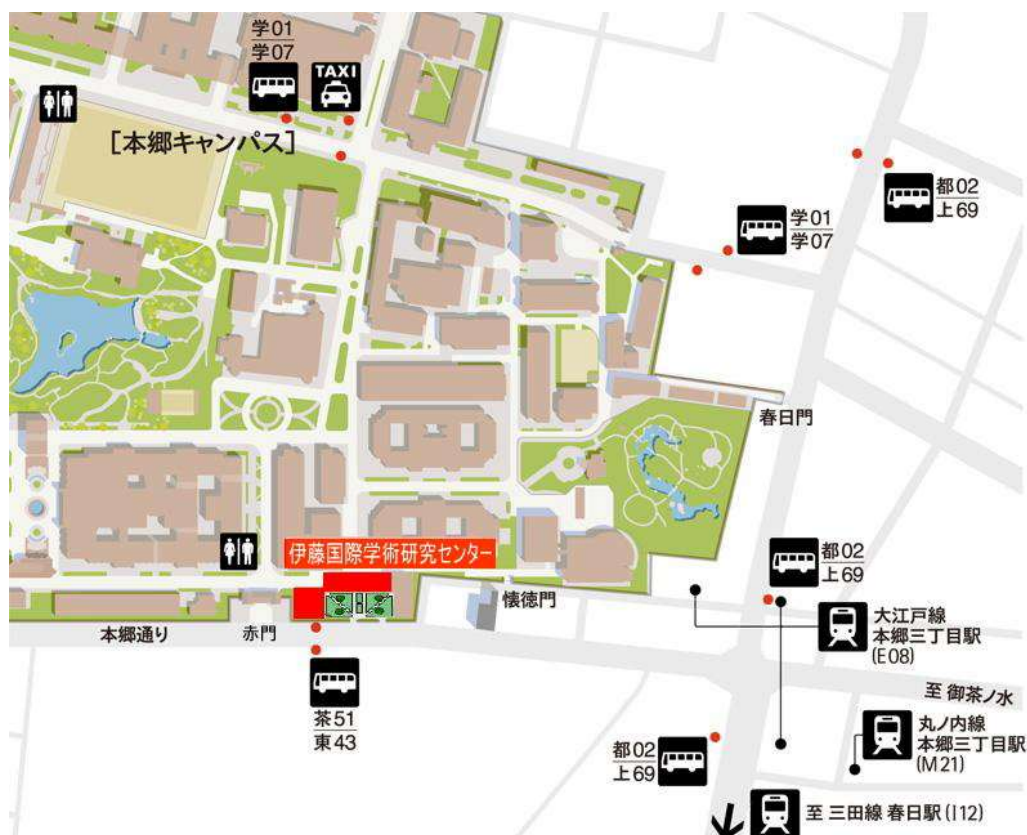 学01
学07
TAXI
[本郷キャンパス]
都02
上69
学01
学07
春日門
伊藤国際学術研究センター
都02
上69
懐徳門
大江戸線
本郷三丁目駅
(E08)
本郷通り
赤門
至 御茶ノ水
茶51
東43
丸ノ内線
本郷三丁目駅
(M21)
都02
上69
至 三田線 春日駅(I12)